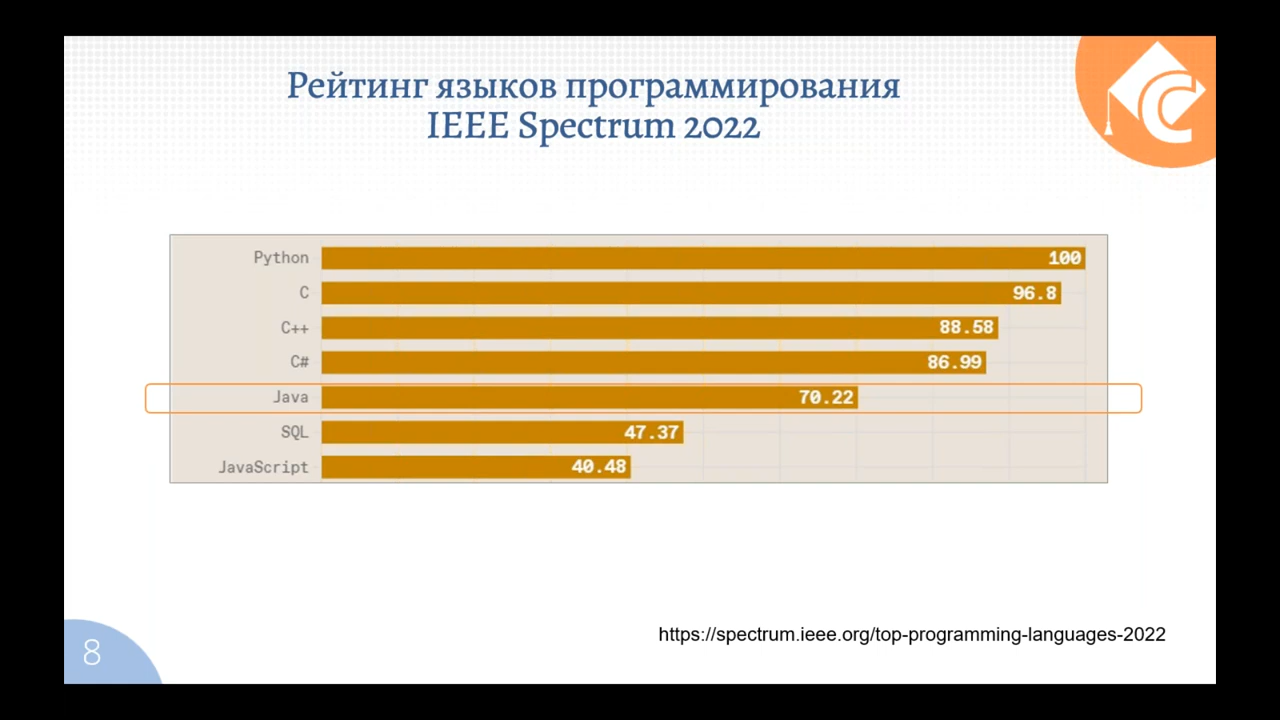 Рейтинг языков программирования
IEEE Spectrum 2022
Python 100
C 96.8
C++ 88.58
C# 86.99
Java 70.22
SQL 47.37
JavaScript 40.48
https://spectrum.ieee.org/top-programming-languages-2022
8